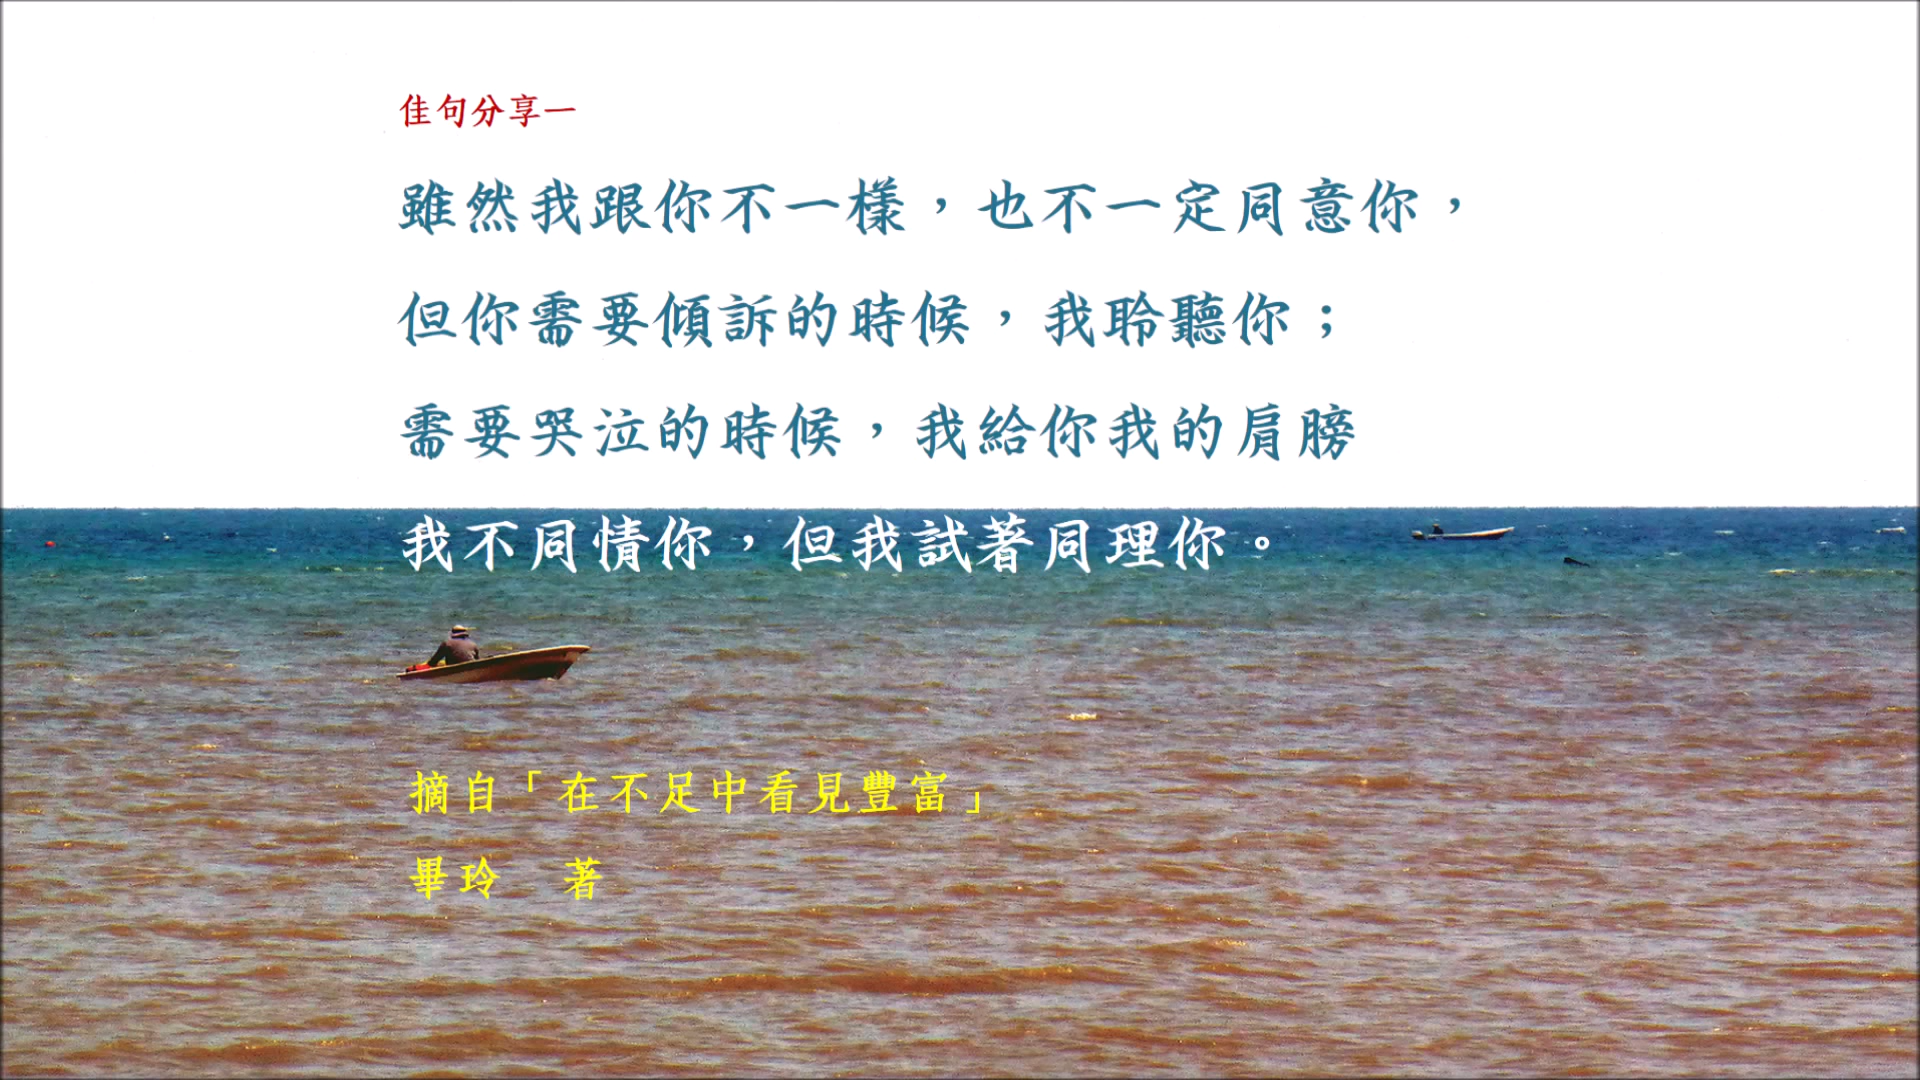 佳句分享一
雖然我跟你不一樣，也不一定同意你，
但你需要傾訴的時候，我聆聽你；
需要哭泣的時候，我給你我的肩膀
我不同情你，但我試著同理你。
摘自「在不足中看見豐富」
畢玲　著